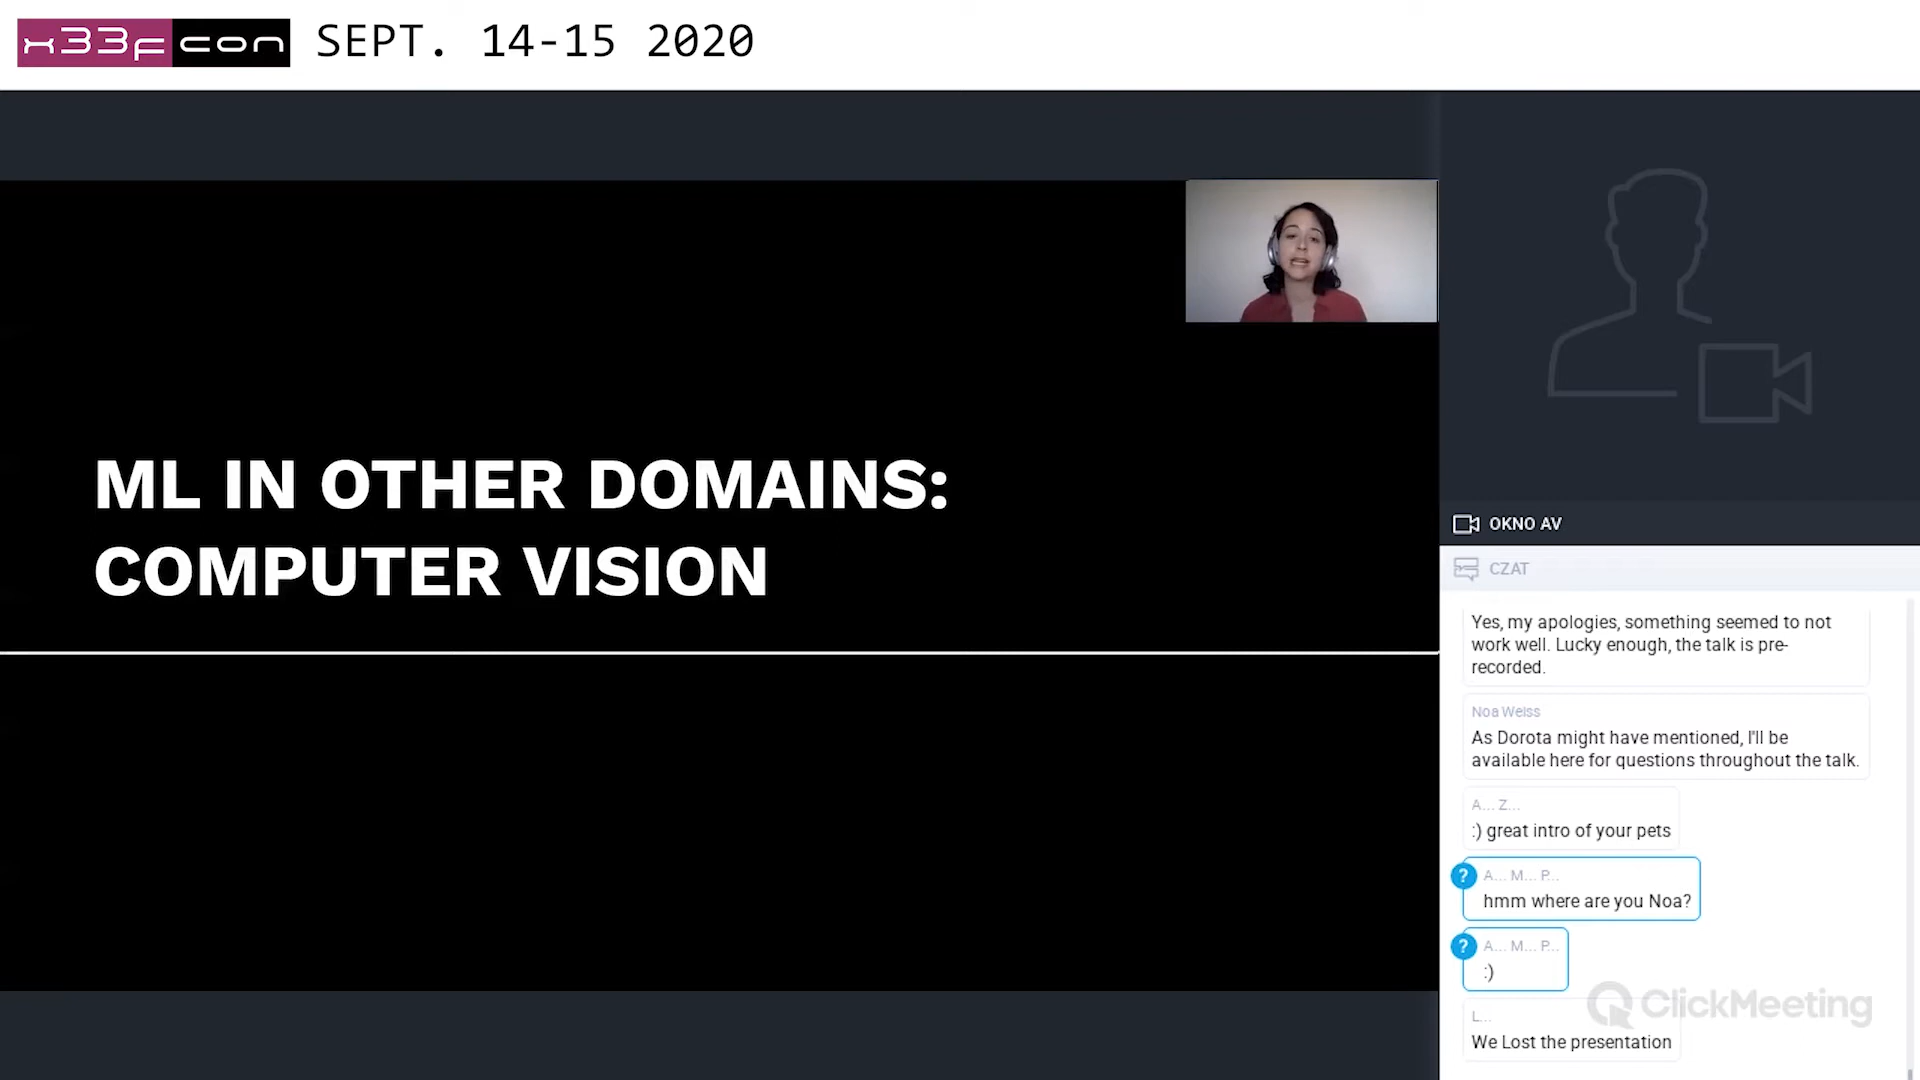 x33fcon SEPT. 14-15 2020
ML IN OTHER DOMAINS:
COMPUTER VISION
OKNO AV
CZAT
Yes, my apologies, something seemed to not
work well. Lucky enough, the talk is pre-
recorded.
Noa Weiss
As Dorota might have mentioned, I'll be
available here for questions throughout the talk.
A... Z...
:) great intro of your pets
? A... M... P...
hmm where are you Noa?
? A... M... P...
:)
L...
We Lost the presentation
ClickMeeting